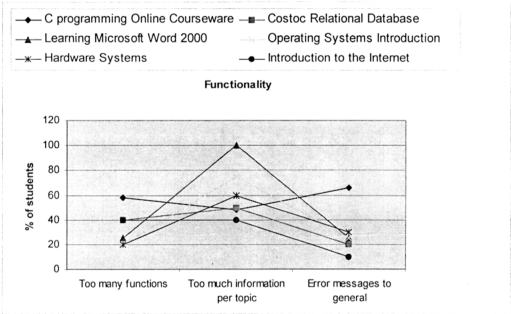 C programming Online Courseware Costoc Relational Database
Learning Microsoft Word 2000 Operating Systems Introduction
Hardware Systems Introduction to the Internet
Functionality
120
100
80
60
40
20
0
% of students
Too many functions Too much information Error messages to
per topic general